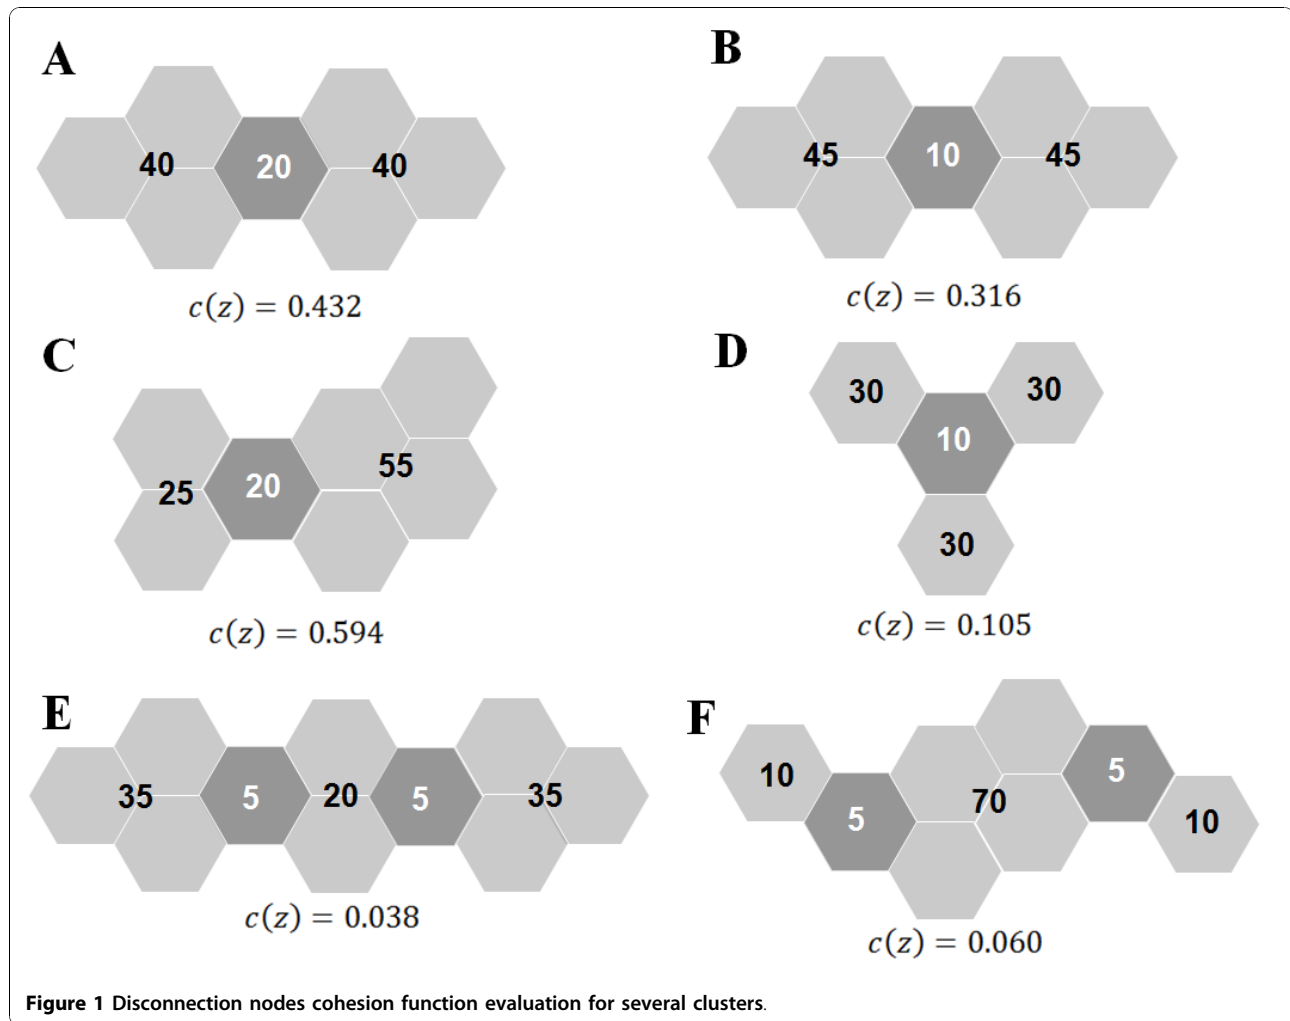 A
40 20 40
c(z) = 0.432
B
45 10 45
c(z) = 0.316
C
25 20 55
c(z) = 0.594
D
30 30
10
30
c(z) = 0.105
E
35 5 20 5 35
c(z) = 0.038
F
10 5 70 5 10
c(z) = 0.060
Figure 1 Disconnection nodes cohesion function evaluation for several clusters.